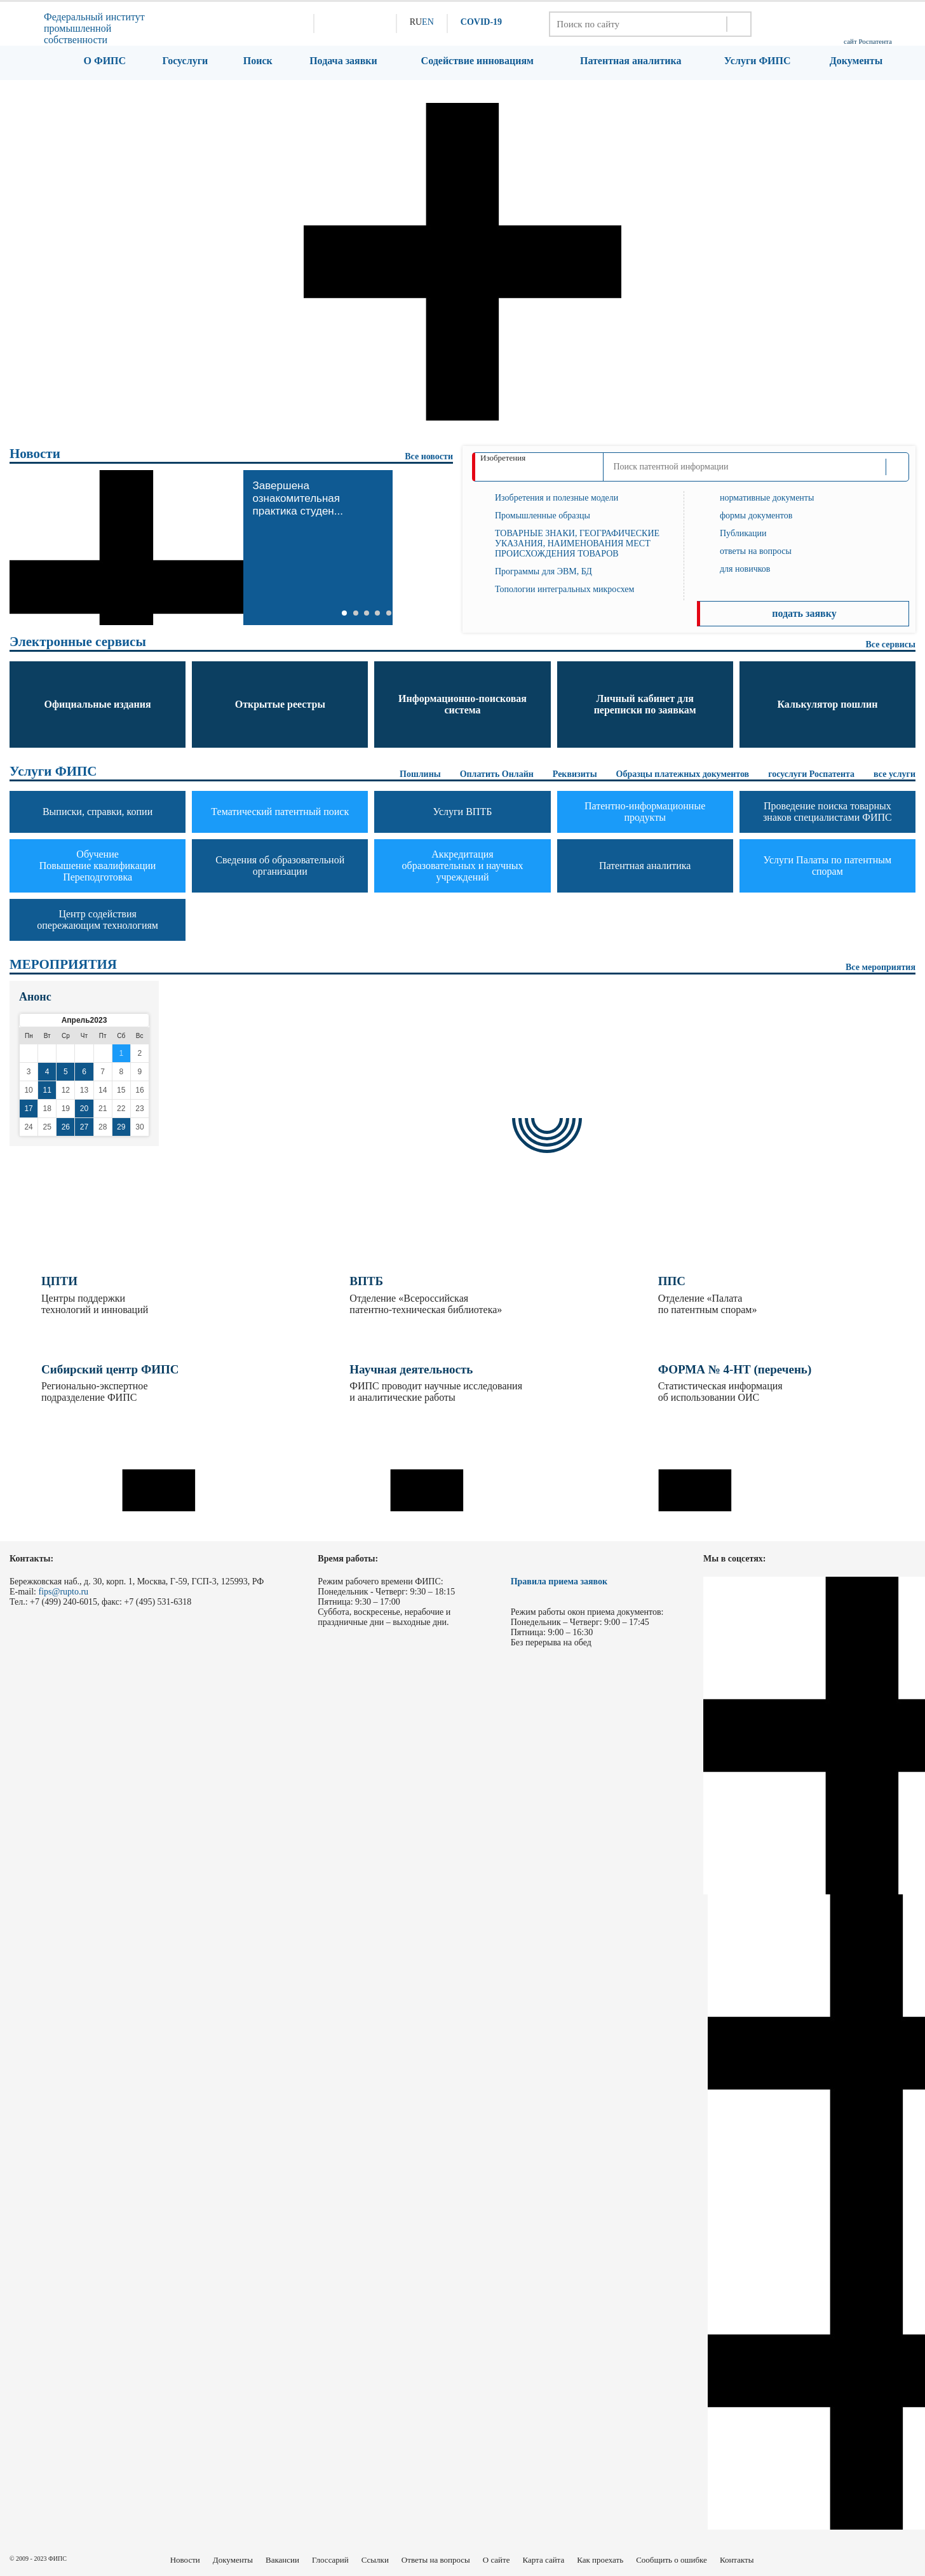 Федеральный институт
промышленной
собственности
RUEN
COVID-19
Поиск по сайту
сайт Роспатента
О ФИПС
Госуслуги
Поиск
Подача заявки
Содействие инновациям
Патентная аналитика
Услуги ФИПС
Документы
Новости
Все новости
Завершена
ознакомительная
практика студен...
Изобретения
Поиск патентной информации
Изобретения и полезные модели
Промышленные образцы
ТОВАРНЫЕ ЗНАКИ, ГЕОГРАФИЧЕСКИЕ
УКАЗАНИЯ, НАИМЕНОВАНИЯ МЕСТ
ПРОИСХОЖДЕНИЯ ТОВАРОВ
Программы для ЭВМ, БД
Топологии интегральных микросхем
нормативные документы
формы документов
Публикации
ответы на вопросы
для новичков
подать заявку
Электронные сервисы
Все сервисы
Официальные издания
Открытые реестры
Информационно-поисковая
система
Личный кабинет для
переписки по заявкам
Калькулятор пошлин
Услуги ФИПС
Пошлины
Оплатить Онлайн
Реквизиты
Образцы платежных документов
госуслуги Роспатента
все услуги
Выписки, справки, копии
Тематический патентный поиск
Услуги ВПТБ
Патентно-информационные
продукты
Проведение поиска товарных
знаков специалистами ФИПС
Обучение
Повышение квалификации
Переподготовка
Сведения об образовательной
организации
Аккредитация
образовательных и научных
учреждений
Патентная аналитика
Услуги Палаты по патентным
спорам
Центр содействия
опережающим технологиям
МЕРОПРИЯТИЯ
Все мероприятия
Анонс
Апрель2023
Пн Вт Ср Чт Пт Сб Вс
1 2
3 4 5 6 7 8 9
10 11 12 13 14 15 16
17 18 19 20 21 22 23
24 25 26 27 28 29 30
ЦПТИ
Центры поддержки
технологий и инноваций
ВПТБ
Отделение «Всероссийская
патентно-техническая библиотека»
ППС
Отделение «Палата
по патентным спорам»
Сибирский центр ФИПС
Регионально-экспертное
подразделение ФИПС
Научная деятельность
ФИПС проводит научные исследования
и аналитические работы
ФОРМА № 4-НТ (перечень)
Статистическая информация
об использовании ОИС
Контакты:
Бережковская наб., д. 30, корп. 1, Москва, Г-59, ГСП-3, 125993, РФ
E-mail: fips@rupto.ru
Тел.: +7 (499) 240-6015, факс: +7 (495) 531-6318
Время работы:
Режим рабочего времени ФИПС:
Понедельник - Четверг: 9:30 – 18:15
Пятница: 9:30 – 17:00
Суббота, воскресенье, нерабочие и
праздничные дни – выходные дни.
Правила приема заявок
Режим работы окон приема документов:
Понедельник – Четверг: 9:00 – 17:45
Пятница: 9:00 – 16:30
Без перерыва на обед
Мы в соцсетях:
© 2009 - 2023 ФИПС
Новости
Документы
Вакансии
Глоссарий
Ссылки
Ответы на вопросы
О сайте
Карта сайта
Как проехать
Сообщить о ошибке
Контакты